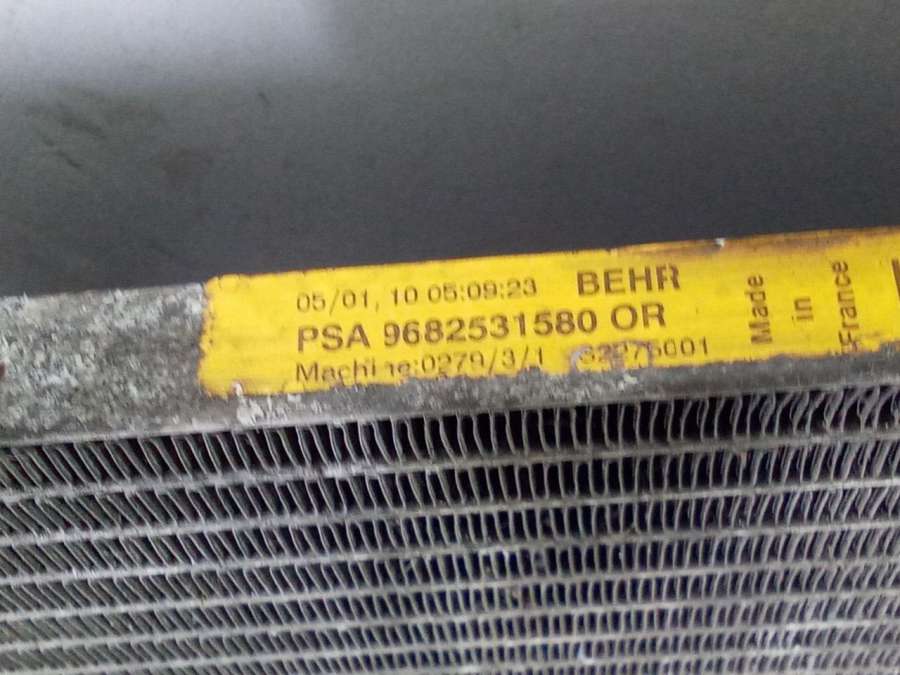 05/01, 10 05:09:23 BEHR
PSA 9682531580 OR
Machine:0279/3/1
Made
in
France